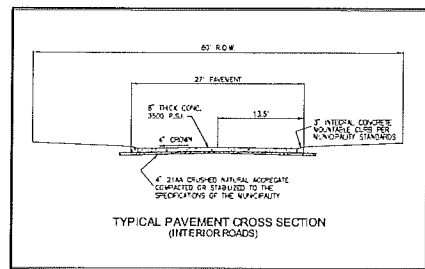 60' R.O.W.
27' PAVEMENT
8" THICK CONC.
3500 P.S.I.
13.5'
4" CROWN
3" INTEGRAL CONCRETE
MOUNTABLE CURB PER
MUNICIPALITY STANDARDS
4" 21AA CRUSHED NATURAL AGGREGATE
COMPACTED OR STABILIZED TO THE
SPECIFICATIONS OF THE MUNICIPALITY
TYPICAL PAVEMENT CROSS SECTION
(INTERIOR ROADS)